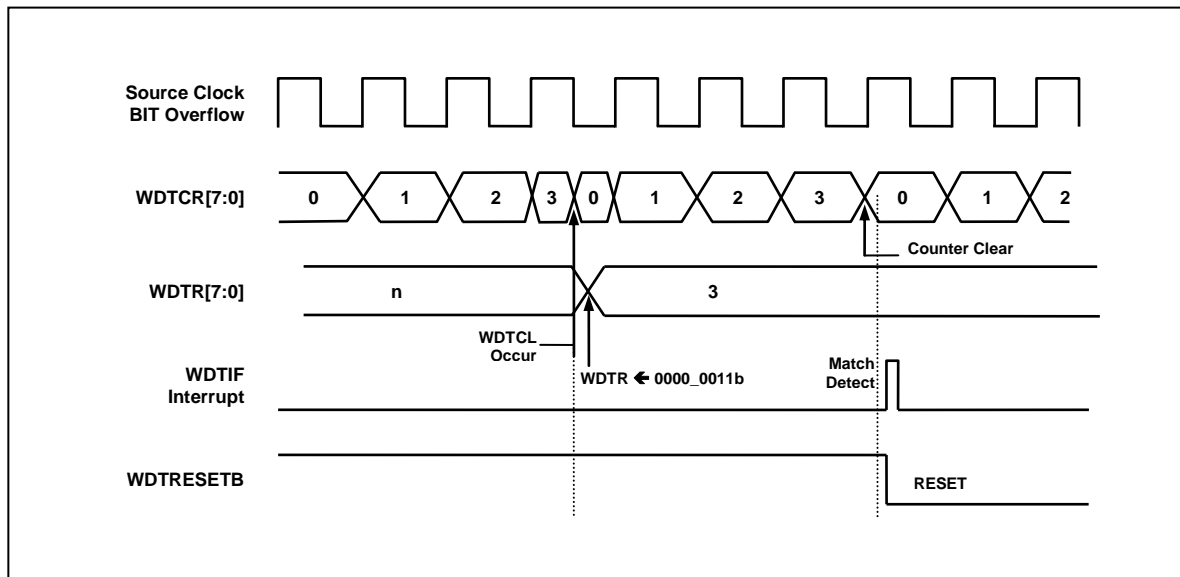 Source Clock
BIT Overflow
WDTCR[7:0]
0 1 2 3 0 1 2 3 0 1 2
Counter Clear
WDTR[7:0]
n 3
WDTCL
Occur
WDTR 🡸 0000_0011b
Match
Detect
WDTIF
Interrupt
WDTRESETB
RESET